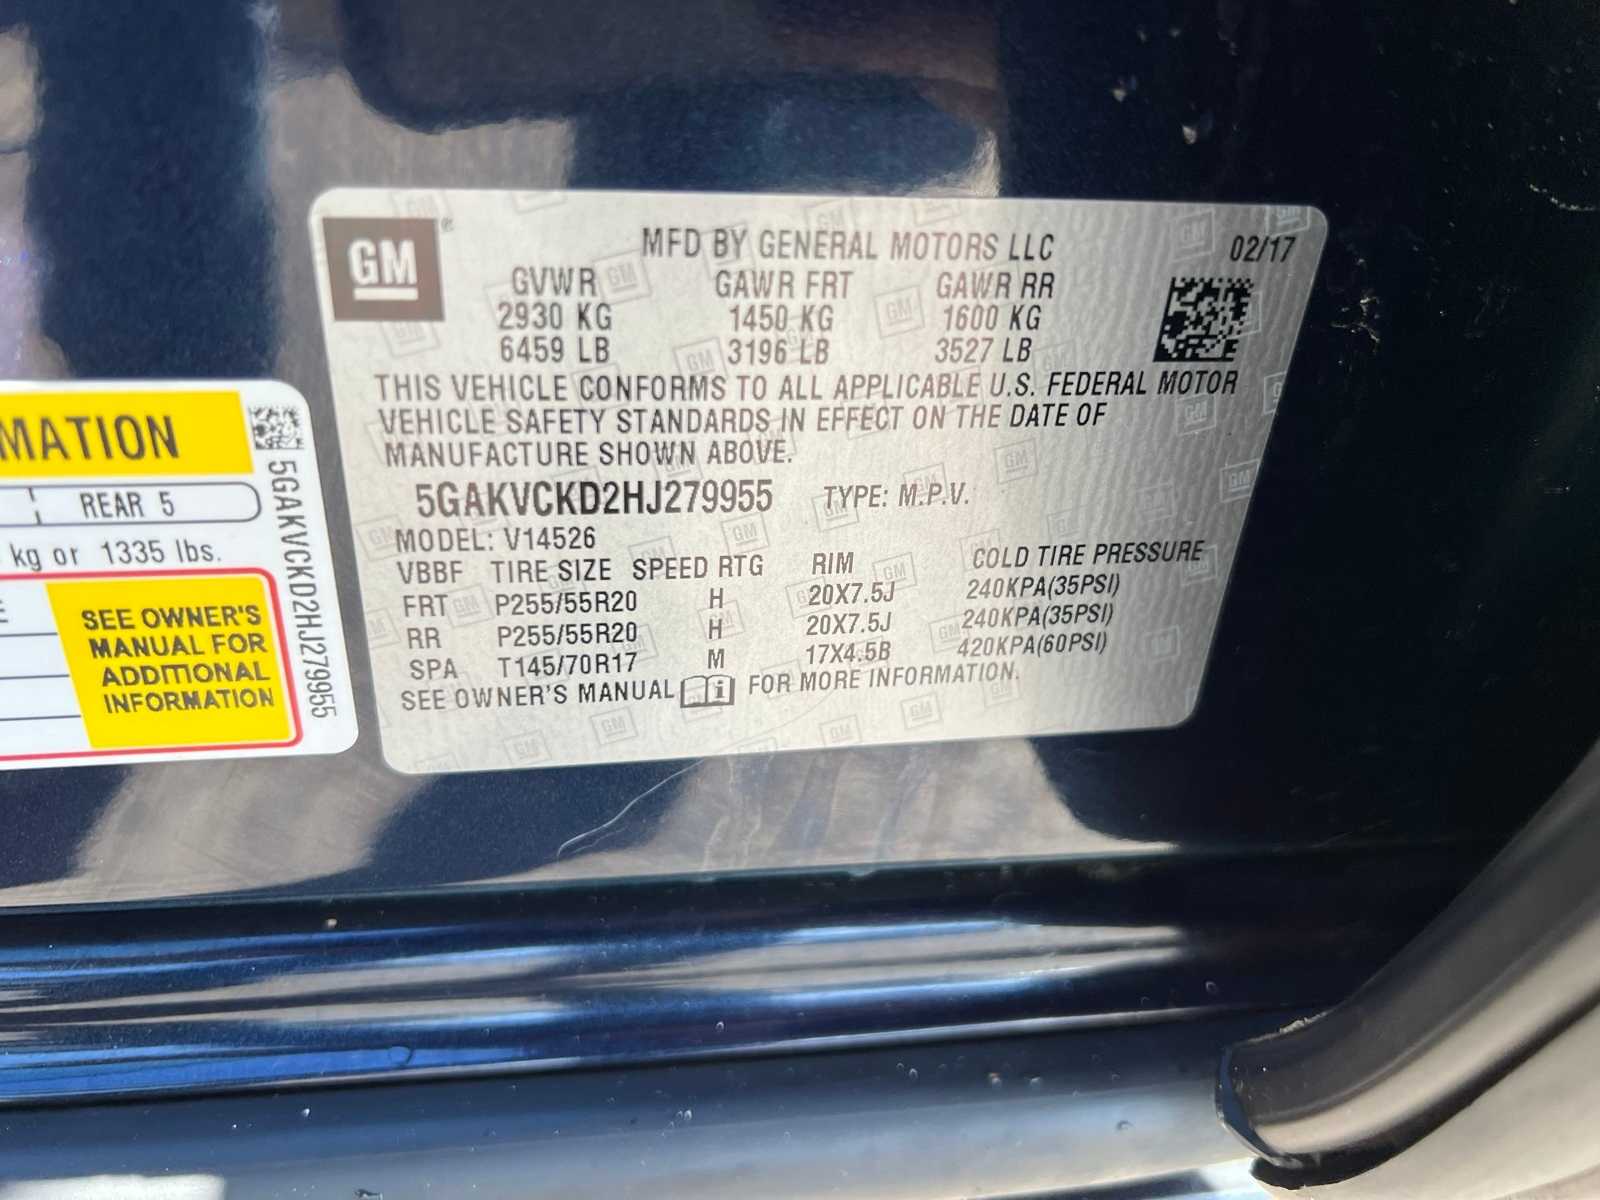 GM®
MFD BY GENERAL MOTORS LLC 02/17
GVWR GAWR FRT GAWR RR
2930 KG 1450 KG 1600 KG
6459 LB 3196 LB 3527 LB
THIS VEHICLE CONFORMS TO ALL APPLICABLE U.S. FEDERAL MOTOR
VEHICLE SAFETY STANDARDS IN EFFECT ON THE DATE OF
MANUFACTURE SHOWN ABOVE.
5GAKVCKD2HJ279955 TYPE: M.P.V.
MODEL: V14526
VBBF TIRE SIZE SPEED RTG RIM COLD TIRE PRESSURE
FRT P255/55R20 H 20X7.5J 240KPA(35PSI)
RR P255/55R20 H 20X7.5J 240KPA(35PSI)
SPA T145/70R17 M 17X4.5B 420KPA(60PSI)
SEE OWNER'S MANUAL i FOR MORE INFORMATION.
MATION
REAR 5
kg or 1335 lbs.
E
SEE OWNER'S
MANUAL FOR
ADDITIONAL
INFORMATION
5GAKVCKD2HJ279955